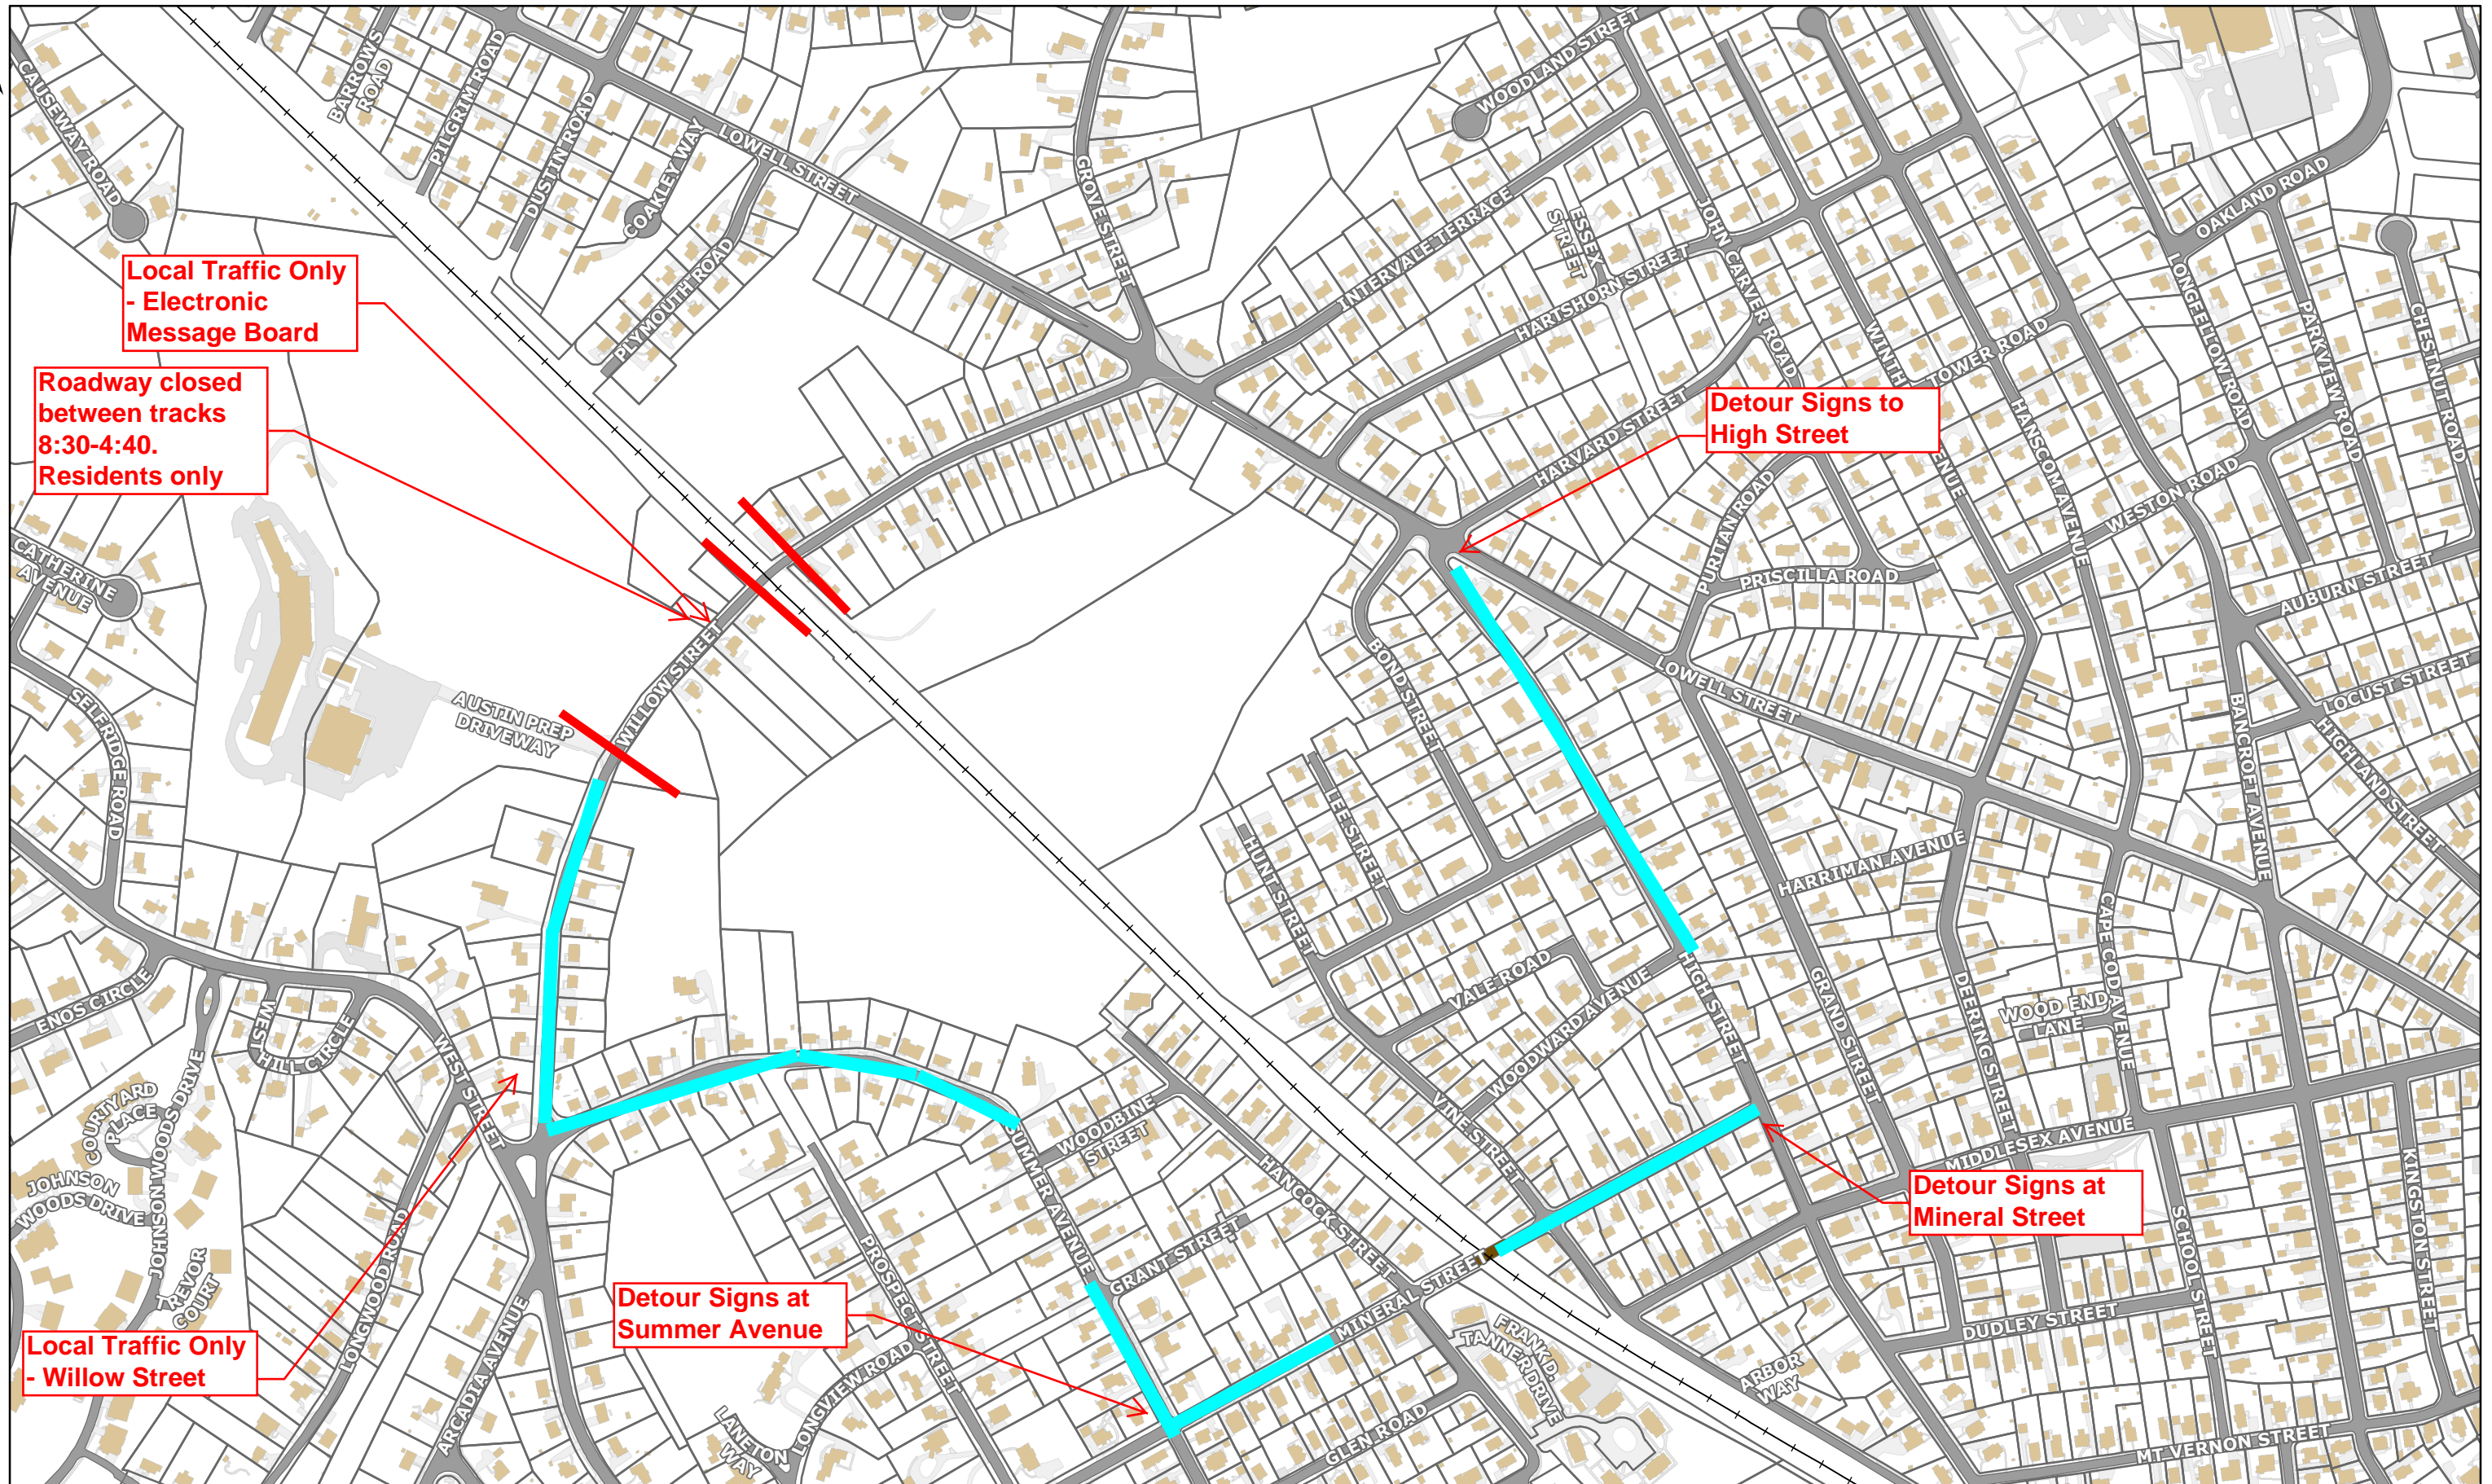 WOODLAND STREET
BARROWS
ROAD
PILGRIM ROAD
CAUSEWAY ROAD
DUSTIN ROAD
COAKLEY WAY
LOWELL STREET
PLYMOUTH ROAD
GROVE STREET
INTERVALE TERRACE
ESSEX
STREET
JOHN CARVER ROAD
HARTSHORN STREET
OAKLAND ROAD
LONGFELLOW ROAD
PARKVIEW ROAD
CHESTNUT ROAD
TOWER ROAD
HANSCOM AVENUE
WESTON ROAD
Local Traffic Only
- Electronic
Message Board
Roadway closed
between tracks
8:30-4:40.
Residents only
Detour Signs to
High Street
HARVARD STREET
PURITAN ROAD
PRISCILLA ROAD
AUBURN STREET
LOCUST STREET
HIGHLAND STREET
BANCROFT AVENUE
CATHERINE
AVENUE
SELFRIDGE ROAD
AUSTIN PREP
DRIVEWAY
WILLOW STREET
BOND STREET
LOWELL STREET
LEE STREET
HUNT STREET
HARRIMAN AVENUE
CAPE COD AVENUE
VALE ROAD
WOODWARD AVENUE
HIGH STREET
GRAND STREET
DEERING STREET
WOOD END
LANE
ENOS CIRCLE
WEST
HILL CIRCLE
WEST STREET
COURTYARD
PLACE
JOHNSON WOODS DRIVE
JOHNSON
WOODS DRIVE
TREVOR
COURT
LONGWOOD ROAD
ARCADIA AVENUE
SUMMER AVENUE
WOODBINE
STREET
HANCOCK STREET
VINE STREET
MIDDLESEX AVENUE
KINGSTON STREET
SCHOOL STREET
Detour Signs at
Mineral Street
PROSPECT STREET
GRANT STREET
MINERAL STREET
Detour Signs at
Summer Avenue
Local Traffic Only
- Willow Street
LONGVIEW ROAD
LANETON
WAY
GLEN ROAD
FRANK D.
TANNER DRIVE
ARBOR
WAY
DUDLEY STREET
MT VERNON STREET